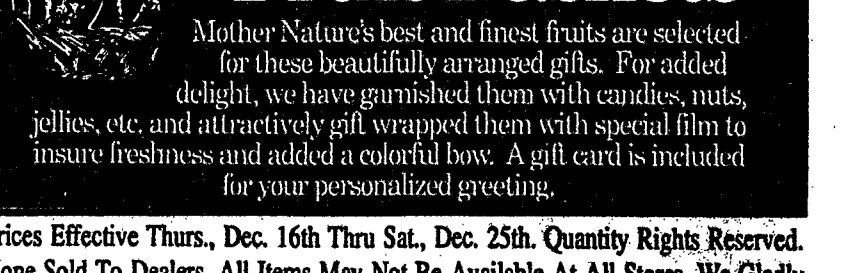 Mother Nature's best and finest fruits are selected
for these beautifully arranged gifts. For added
delight, we have garnished them with candies, nuts,
jellies, etc. and attractively gift wrapped them with special film to
insure freshness and added a colorful bow. A gift card is included
for your personalized greeting.
Effective Thurs., Dec. 16th Thru Sat., Dec. 25th. Quantity Rights Reserved.
Sold To Dealers. All Items May Not Be Available At All Stores. We Gladly